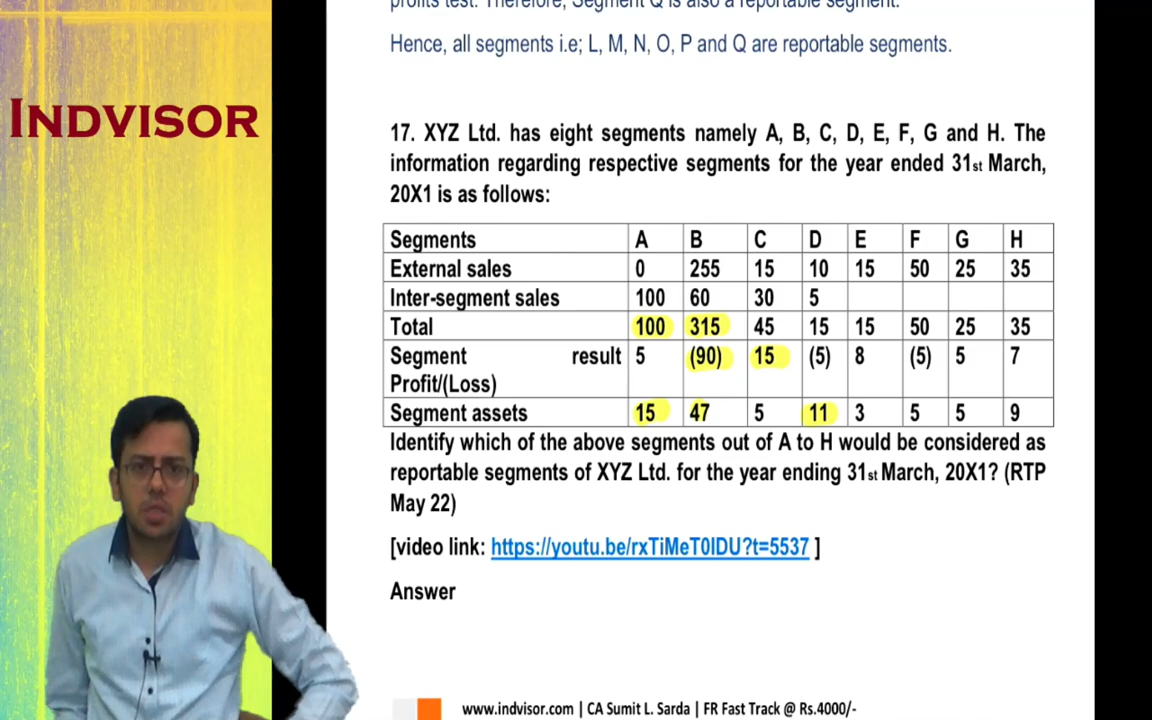 profits test. Therefore, Segment Q is also a reportable segment.
Hence, all segments i.e; L, M, N, O, P and Q are reportable segments.
INDVISOR
17. XYZ Ltd. has eight segments namely A, B, C, D, E, F, G and H. The
information regarding respective segments for the year ended 31st March,
20X1 is as follows:
Segments A B C D E F G H
External sales 0 255 15 10 15 50 25 35
Inter-segment sales 100 60 30 5
Total 100 315 45 15 15 50 25 35
Segment result 5 (90) 15 (5) 8 (5) 5 7
Profit/(Loss)
Segment assets 15 47 5 11 3 5 5 9
Identify which of the above segments out of A to H would be considered as
reportable segments of XYZ Ltd. for the year ending 31st March, 20X1? (RTP
May 22)
[video link: https://youtu.be/rxTiMeT0IDU?t=5537 ]
Answer
www.indvisor.com | CA Sumit L. Sarda | FR Fast Track @ Rs.4000/-